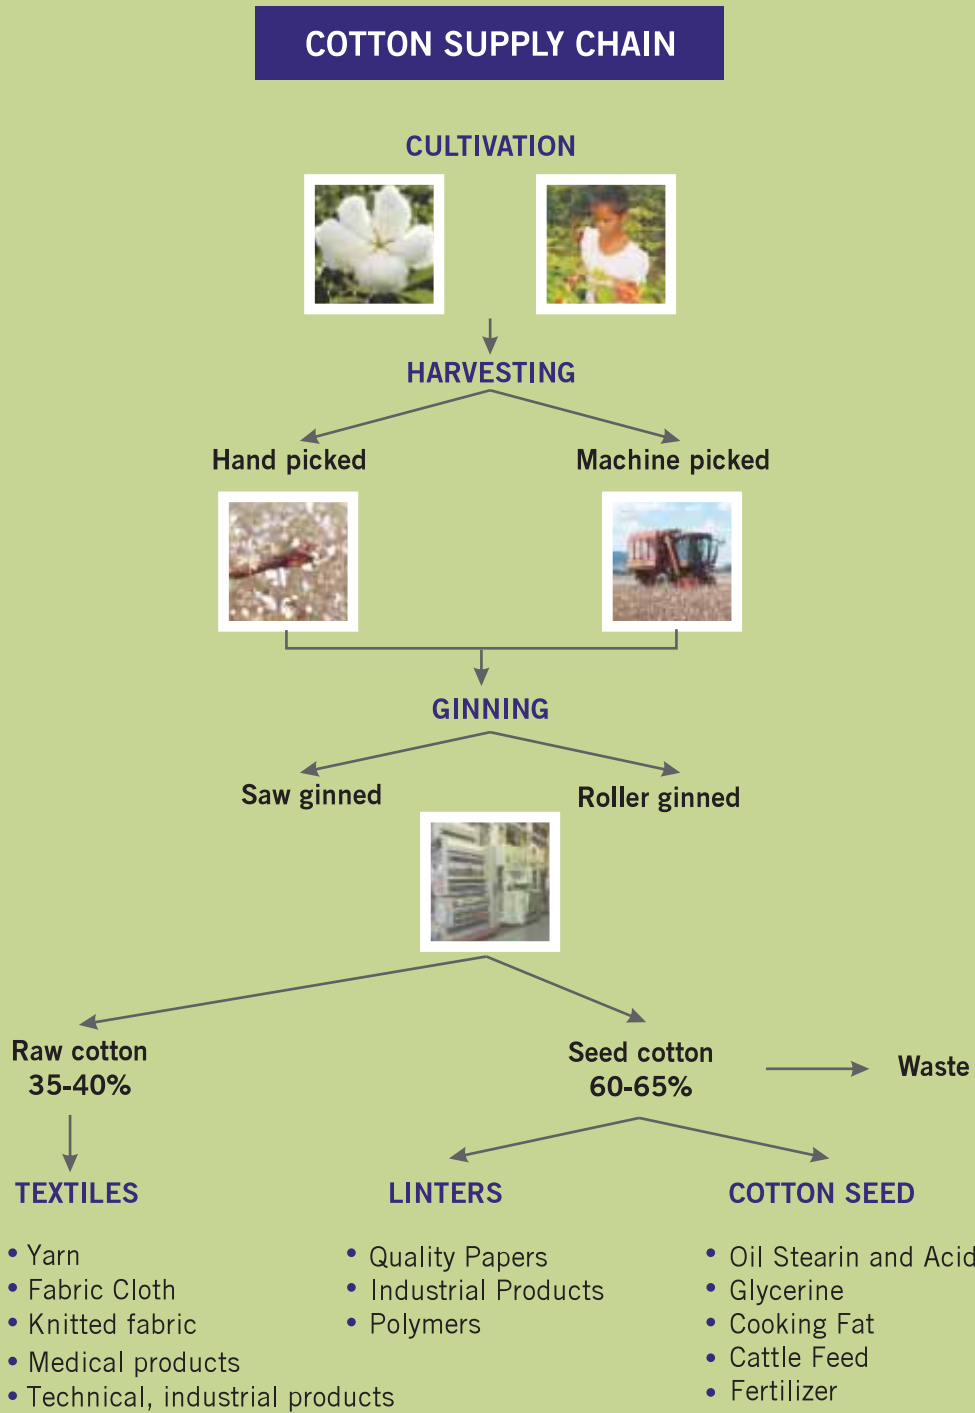 COTTON SUPPLY CHAIN
CULTIVATION
HARVESTING
Hand picked
Machine picked
GINNING
Saw ginned
Roller ginned
Raw cotton
35-40%
Seed cotton
60-65%
Waste
TEXTILES
• Yarn
• Fabric Cloth
• Knitted fabric
• Medical products
• Technical, industrial products
LINTERS
• Quality Papers
• Industrial Products
• Polymers
COTTON SEED
• Oil Stearin and Acid
• Glycerine
• Cooking Fat
• Cattle Feed
• Fertilizer